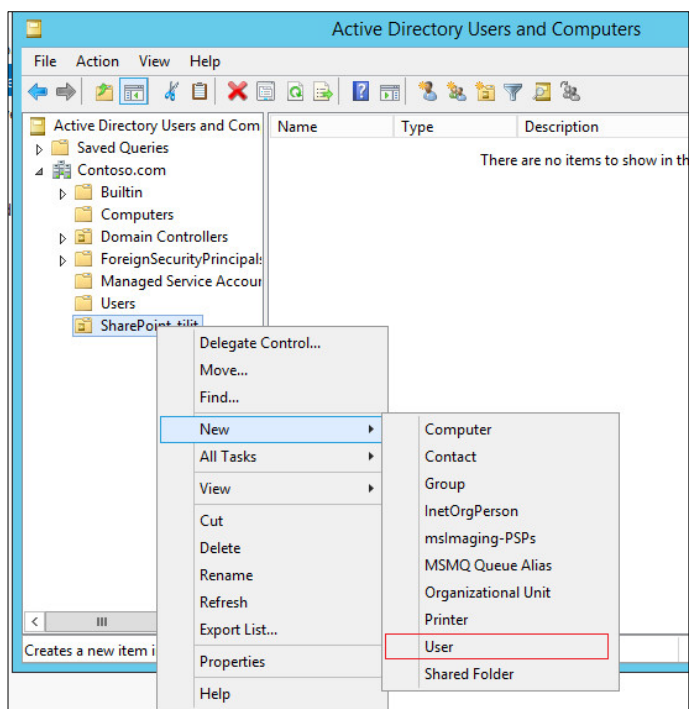 Active Directory Users and Computers
File Action View Help
Active Directory Users and Com
Name Type Description
Saved Queries
There are no items to show in th
Contoso.com
Builtin
Computers
Domain Controllers
ForeignSecurityPrincipal
Managed Service Accour
Users
SharePoint-tilit
Delegate Control...
Move...
Find...
New
All Tasks
View
Cut
Delete
Rename
Refresh
Export List...
Properties
Help
Computer
Contact
Group
InetOrgPerson
msImaging-PSPs
MSMQ Queue Alias
Organizational Unit
Printer
User
Shared Folder
Creates a new item i